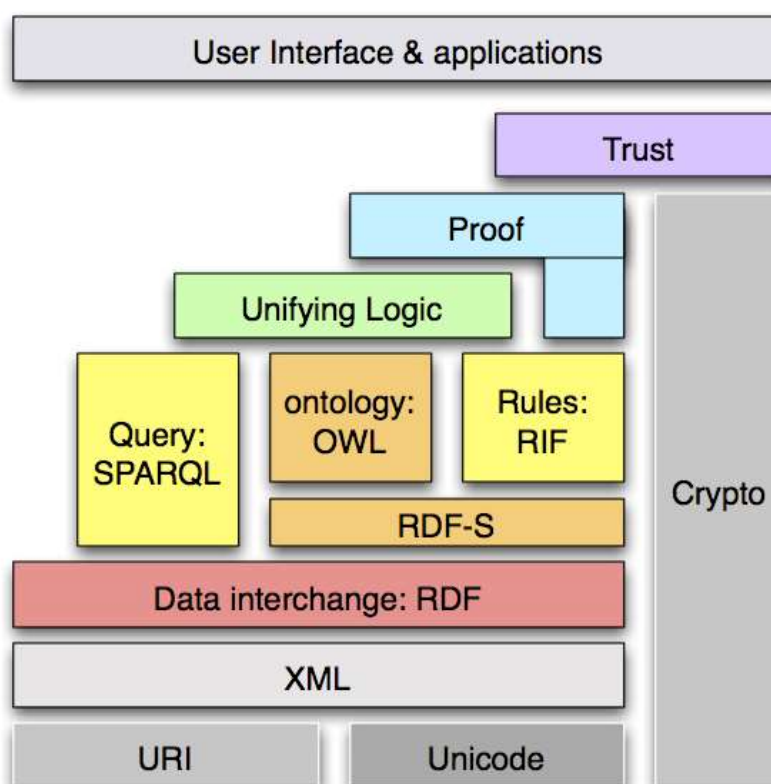 User Interface & applications
Trust
Proof
Unifying Logic
Query:
SPARQL
ontology:
OWL
Rules:
RIF
Crypto
RDF-S
Data interchange: RDF
XML
URI
Unicode